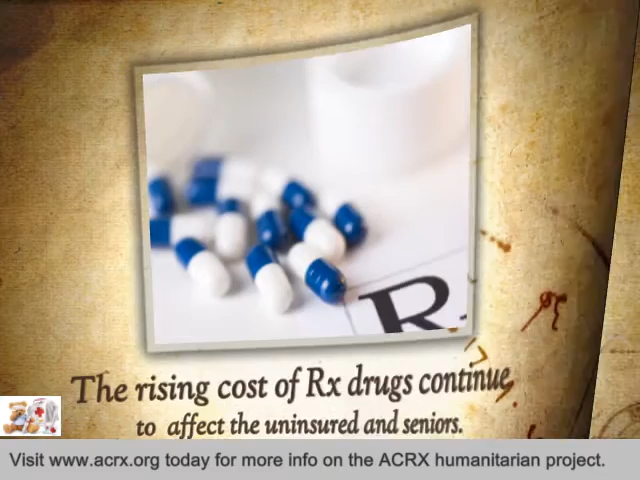 R
The rising cost of Rx drugs continue
to affect the uninsured and seniors.
Visit www.acrx.org today for more info on the ACRX humanitarian project.